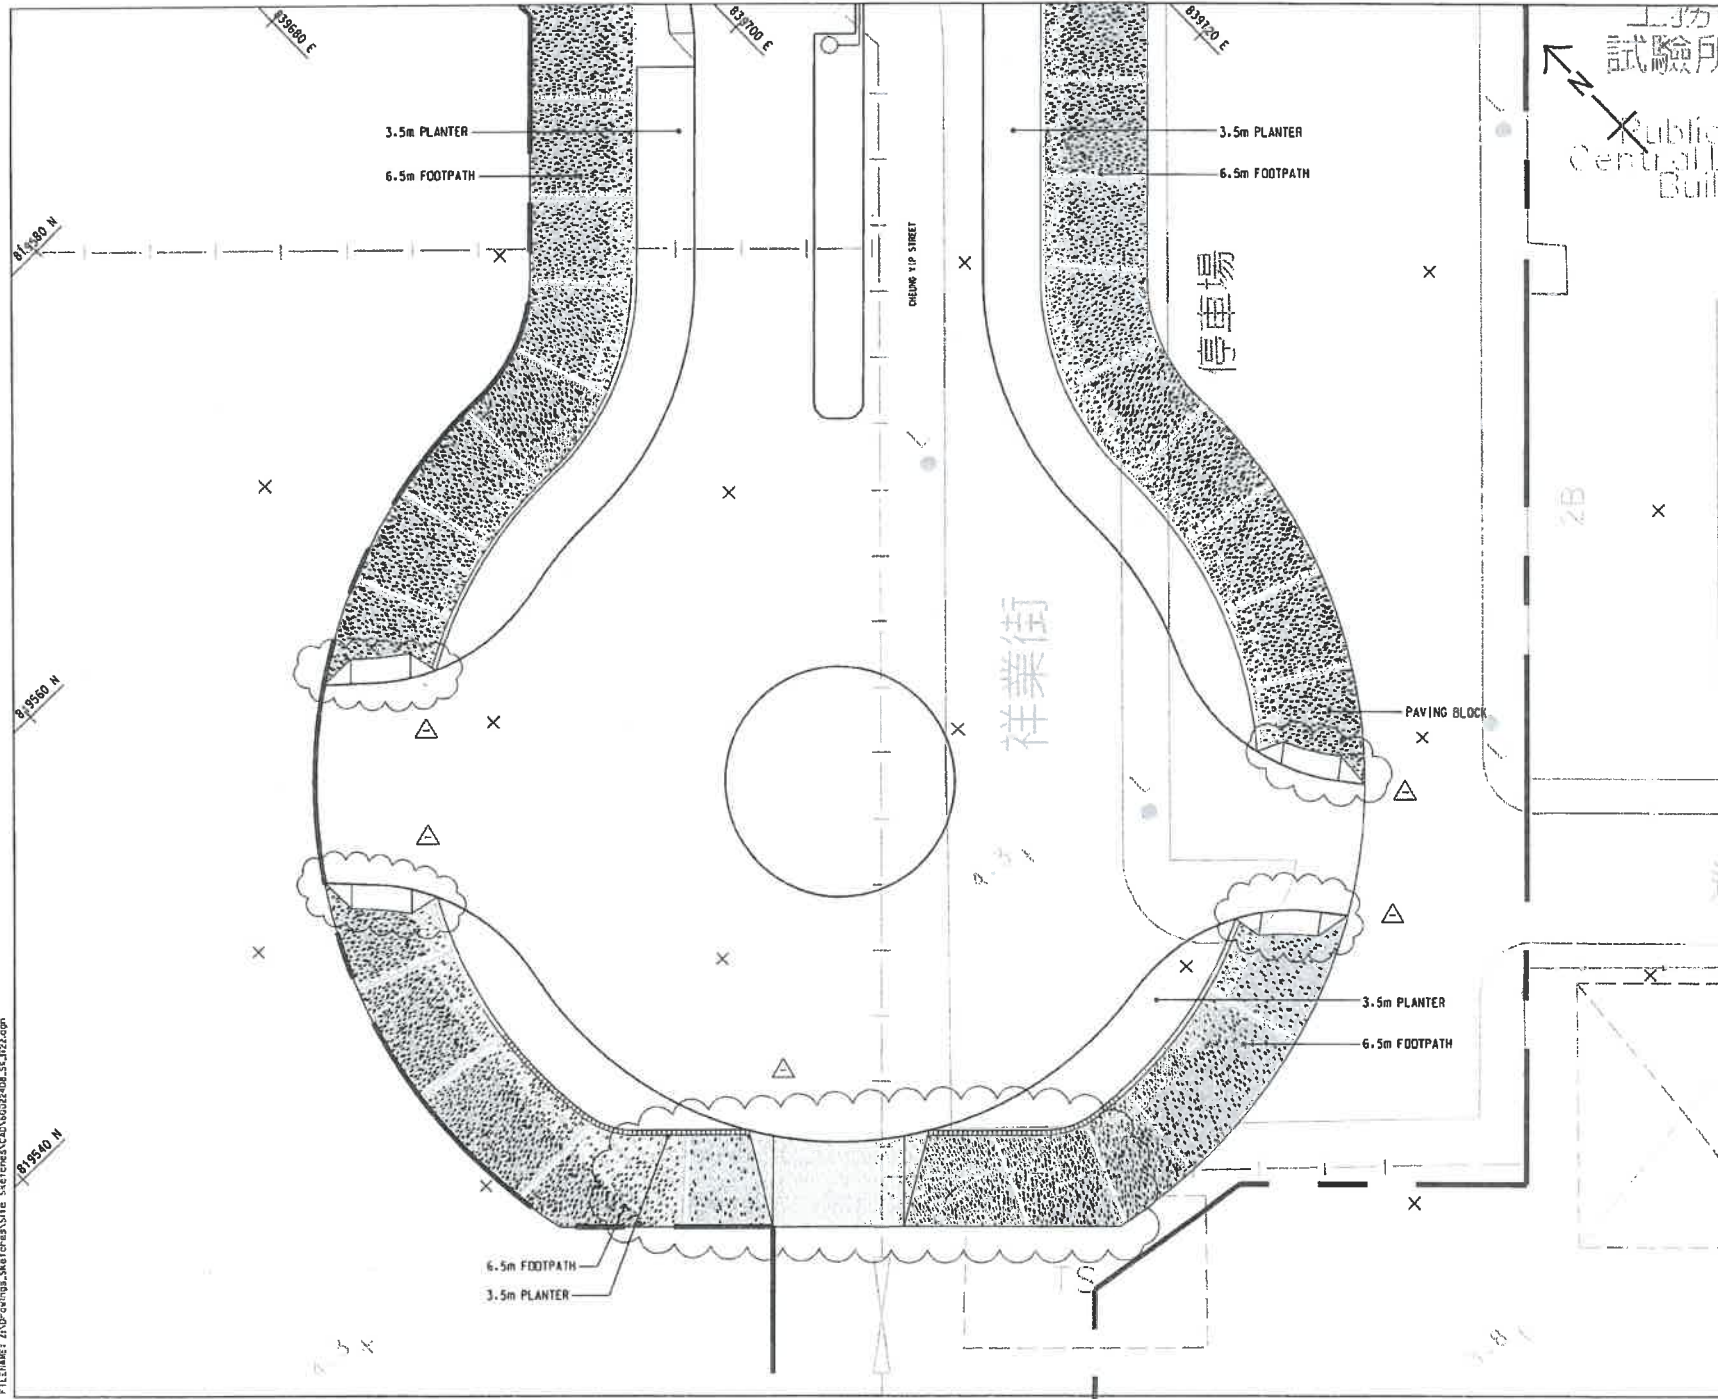 839680 E
839700 E
839720 E
試驗所
N
Public
Central
3.5m PLANTER
3.5m PLANTER
6.5m FOOTPATH
6.5m FOOTPATH
819580 N
CHEUNG YIP STREET
停車場
2B
祥業街
819560 N
PAVING BLOCK
3.5m PLANTER
6.5m FOOTPATH
819540 N
6.5m FOOTPATH
3.5m PLANTER
TS